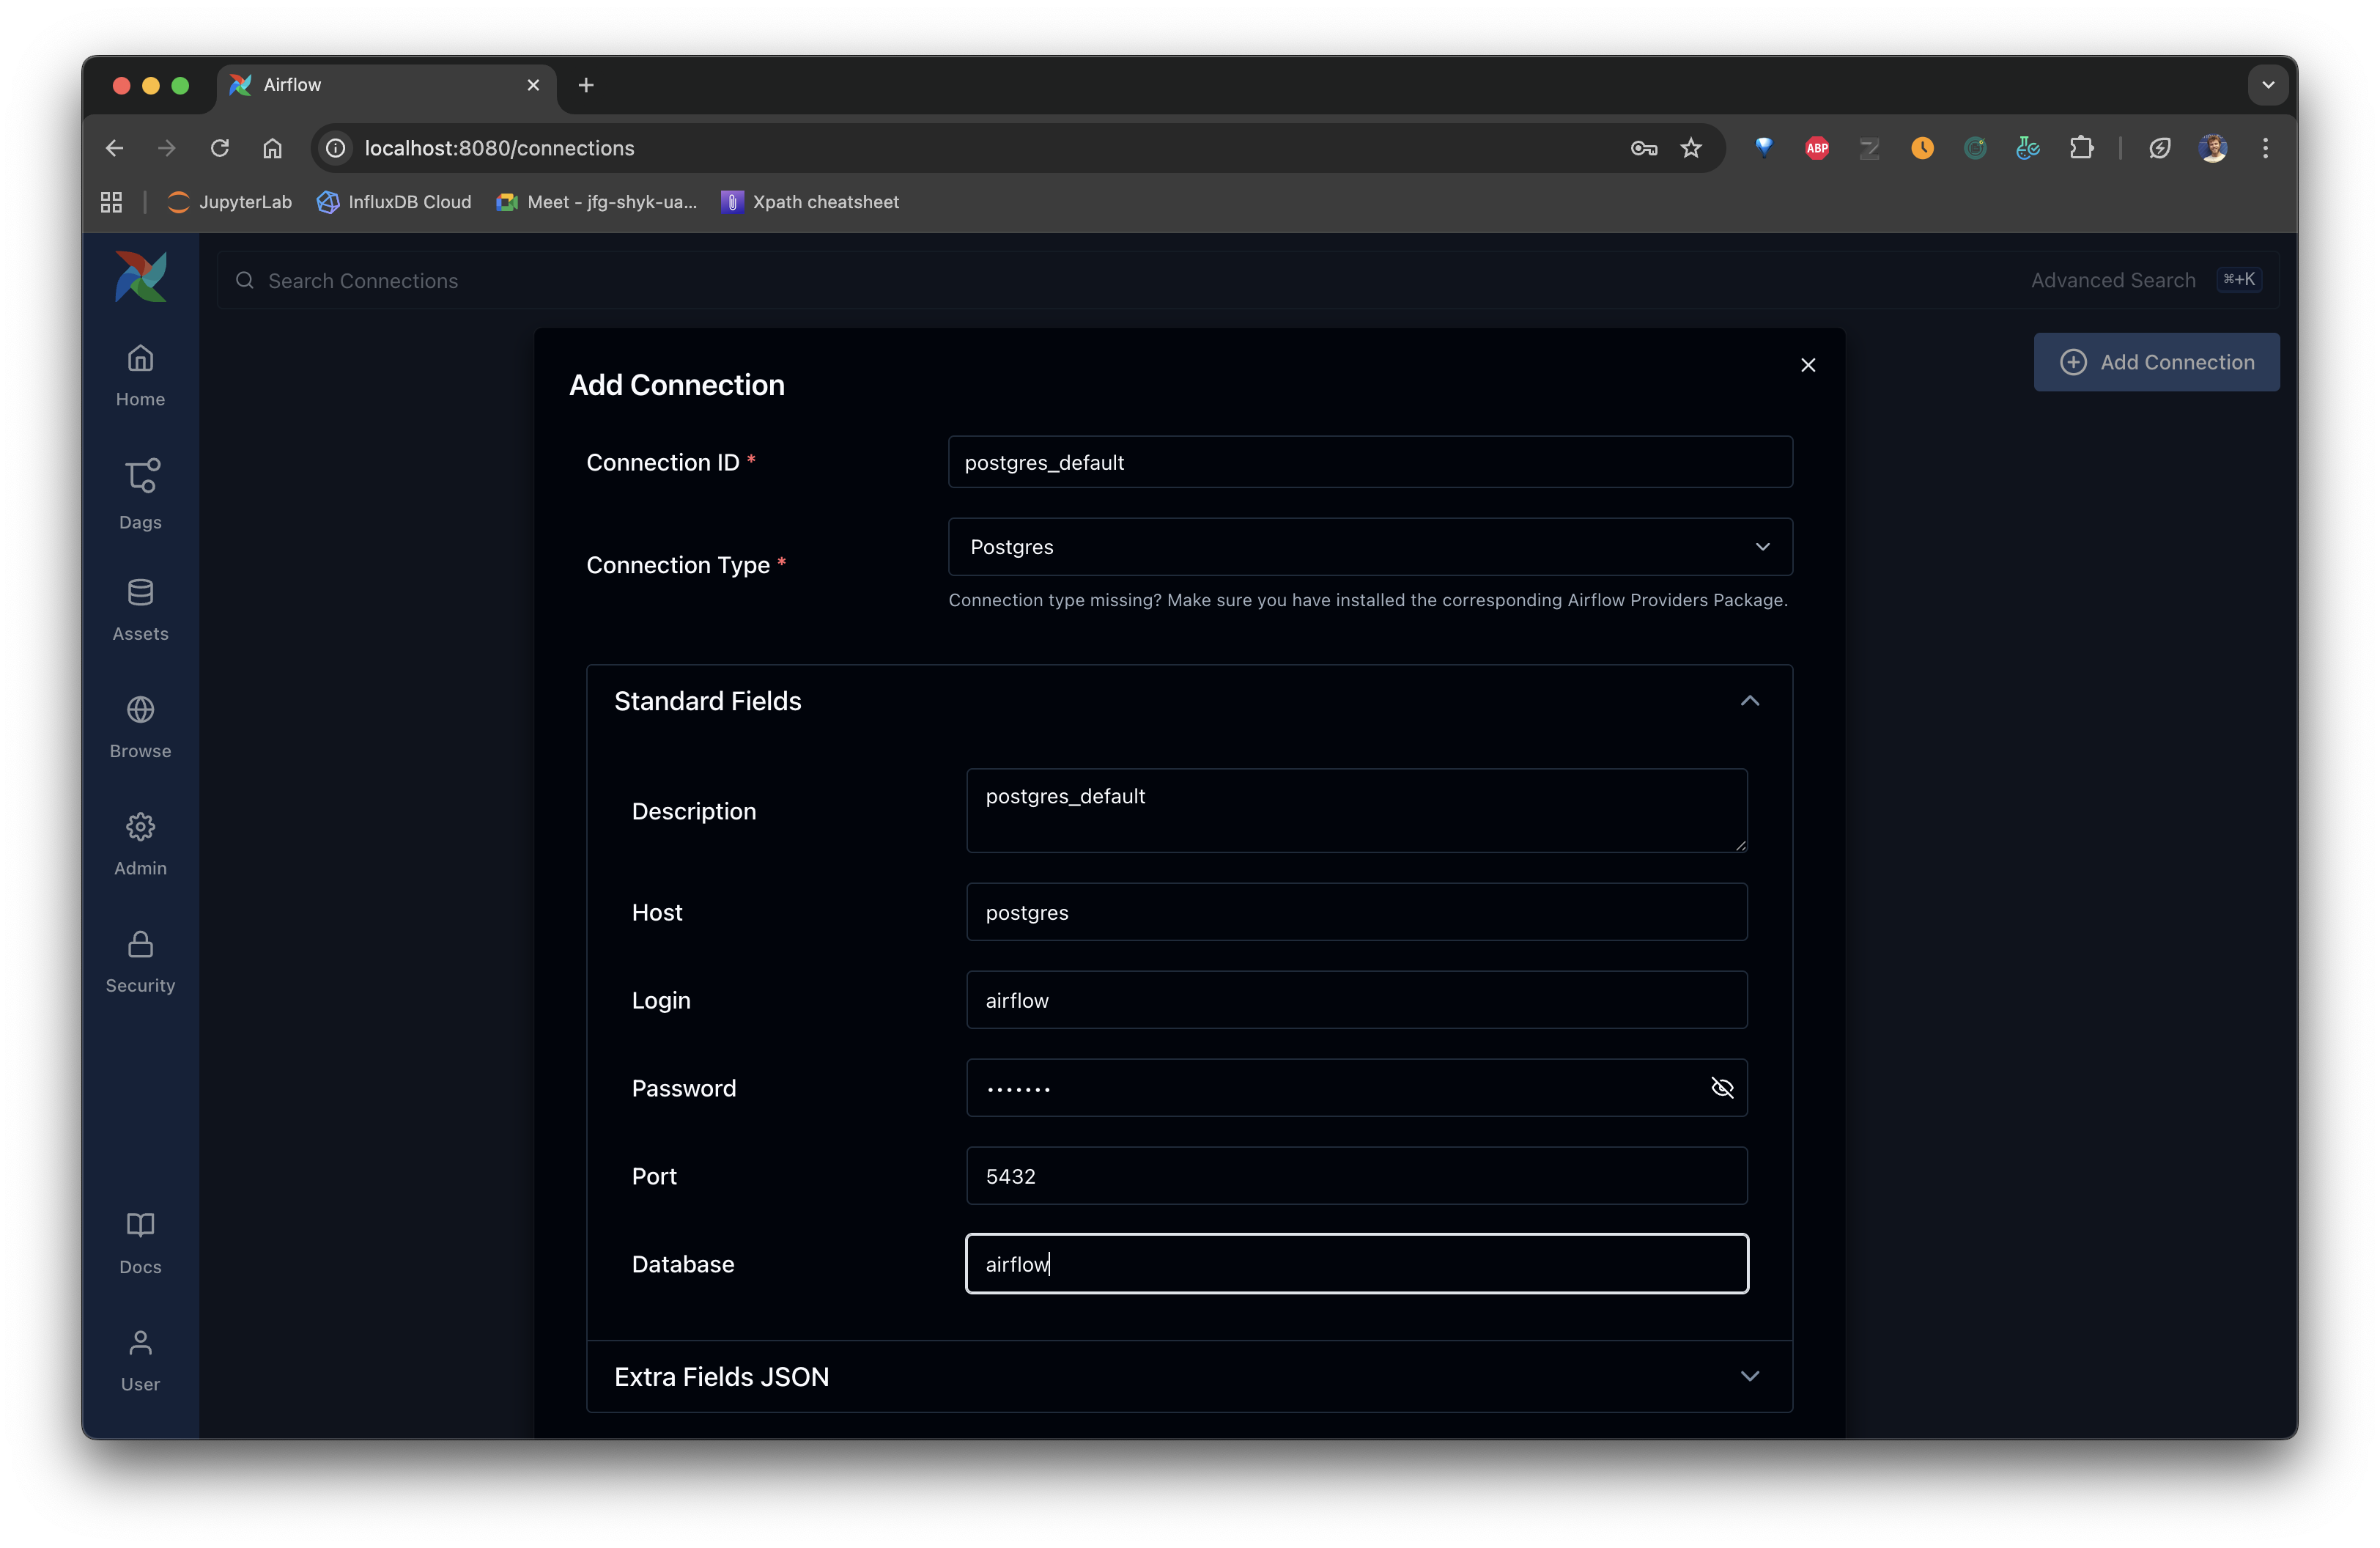 Airflow
localhost:8080/connections
ABP
Z
JupyterLab
InfluxDB Cloud
Meet - jfg-shyk-ua...
Xpath cheatsheet
Search Connections
Advanced Search
⌘+K
Home
Dags
Assets
Browse
Admin
Security
Docs
User
Add Connection
Add Connection
Connection ID *
postgres_default
Connection Type *
Postgres
Connection type missing? Make sure you have installed the corresponding Airflow Providers Package.
Standard Fields
Description
postgres_default
Host
postgres
Login
airflow
Password
•••••••
Port
5432
Database
airflow
Extra Fields JSON